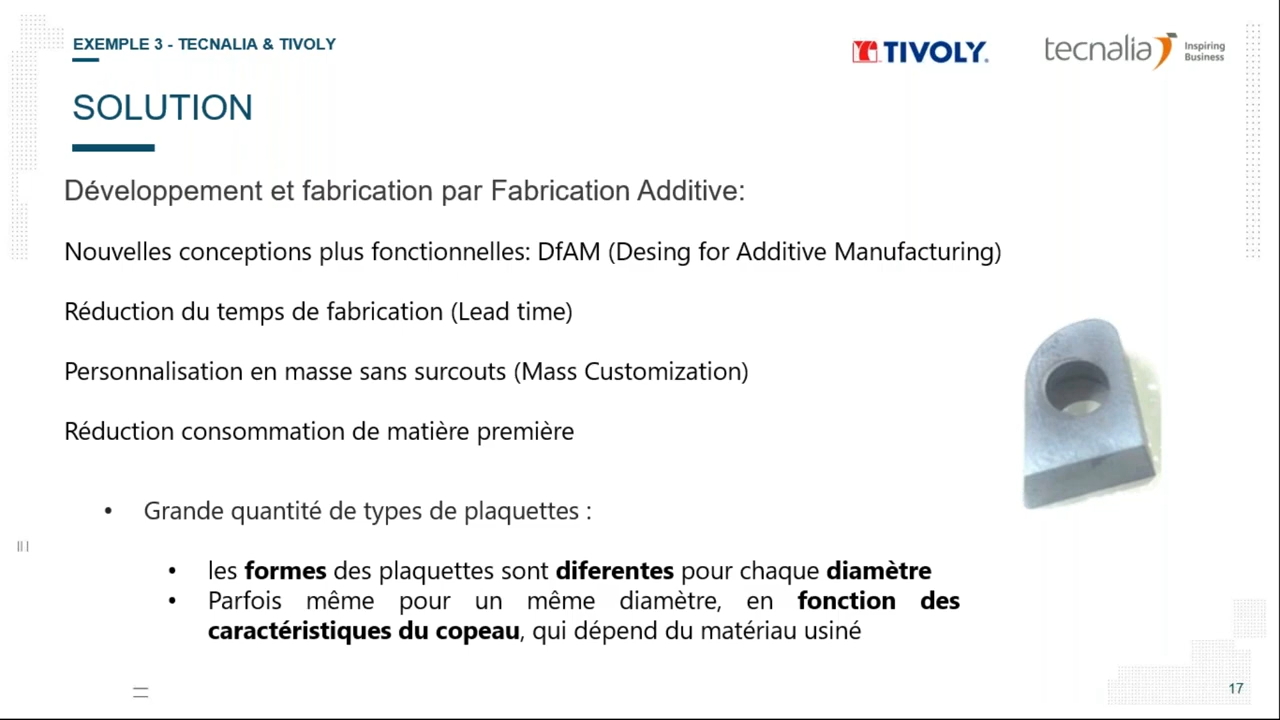 EXEMPLE 3 - TECNALIA & TIVOLY
TIVOLY
tecnalia Inspiring
Business
SOLUTION
Développement et fabrication par Fabrication Additive:
Nouvelles conceptions plus fonctionnelles: DfAM (Desing for Additive Manufacturing)
Réduction du temps de fabrication (Lead time)
Personnalisation en masse sans surcouts (Mass Customization)
Réduction consommation de matière première
• Grande quantité de types de plaquettes :
• les formes des plaquettes sont diferentes pour chaque diamètre
• Parfois même pour un même diamètre, en fonction des
caractéristiques du copeau, qui dépend du matériau usiné
17